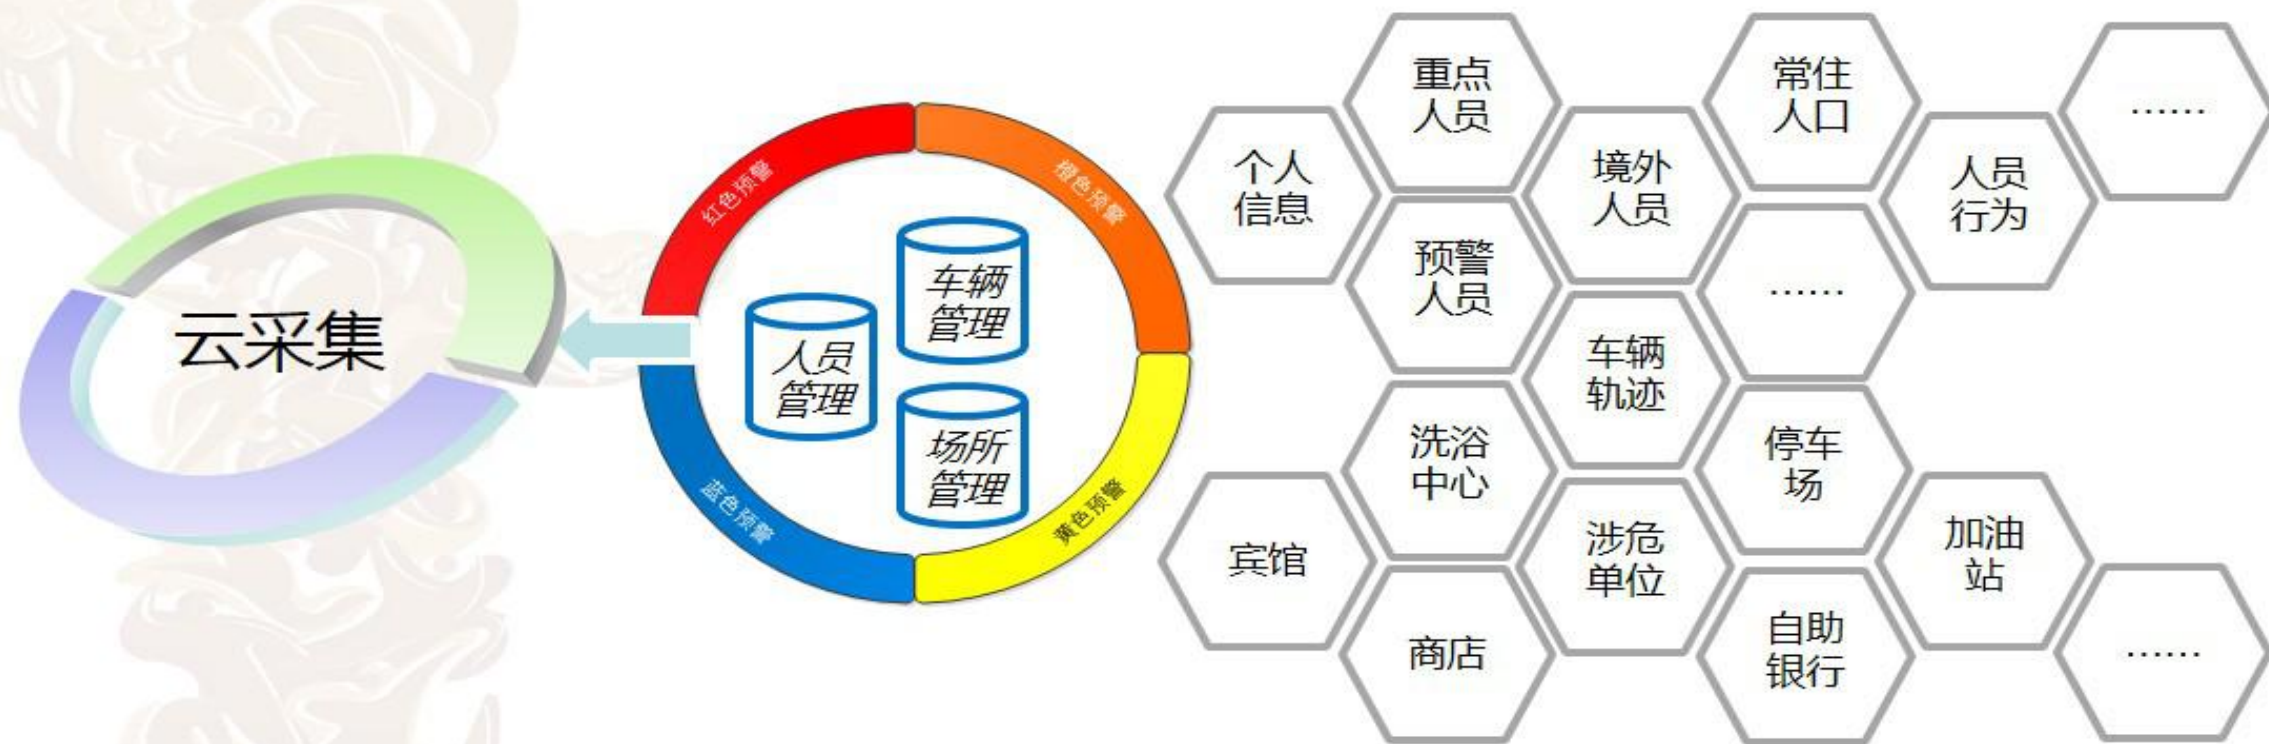 云采集
红色预警
橙色预警
蓝色预警
黄色预警
车辆
管理
人员
管理
场所
管理
个人
信息
重点
人员
境外
人员
常住
人口
人员
行为
……
预警
人员
……
车辆
轨迹
洗浴
中心
停车
场
宾馆
涉危
单位
加油
站
商店
自助
银行
……